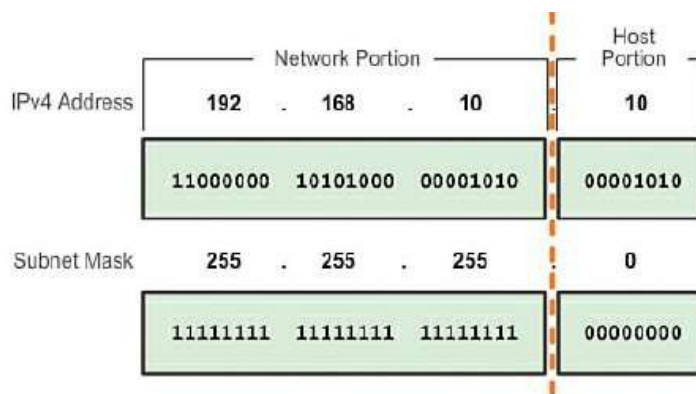 Host
Network Portion Portion
IPv4 Address 192 . 168 . 10 . 10
11000000 10101000 00001010 00001010
Subnet Mask 255 . 255 . 255 . 0
11111111 11111111 11111111 00000000